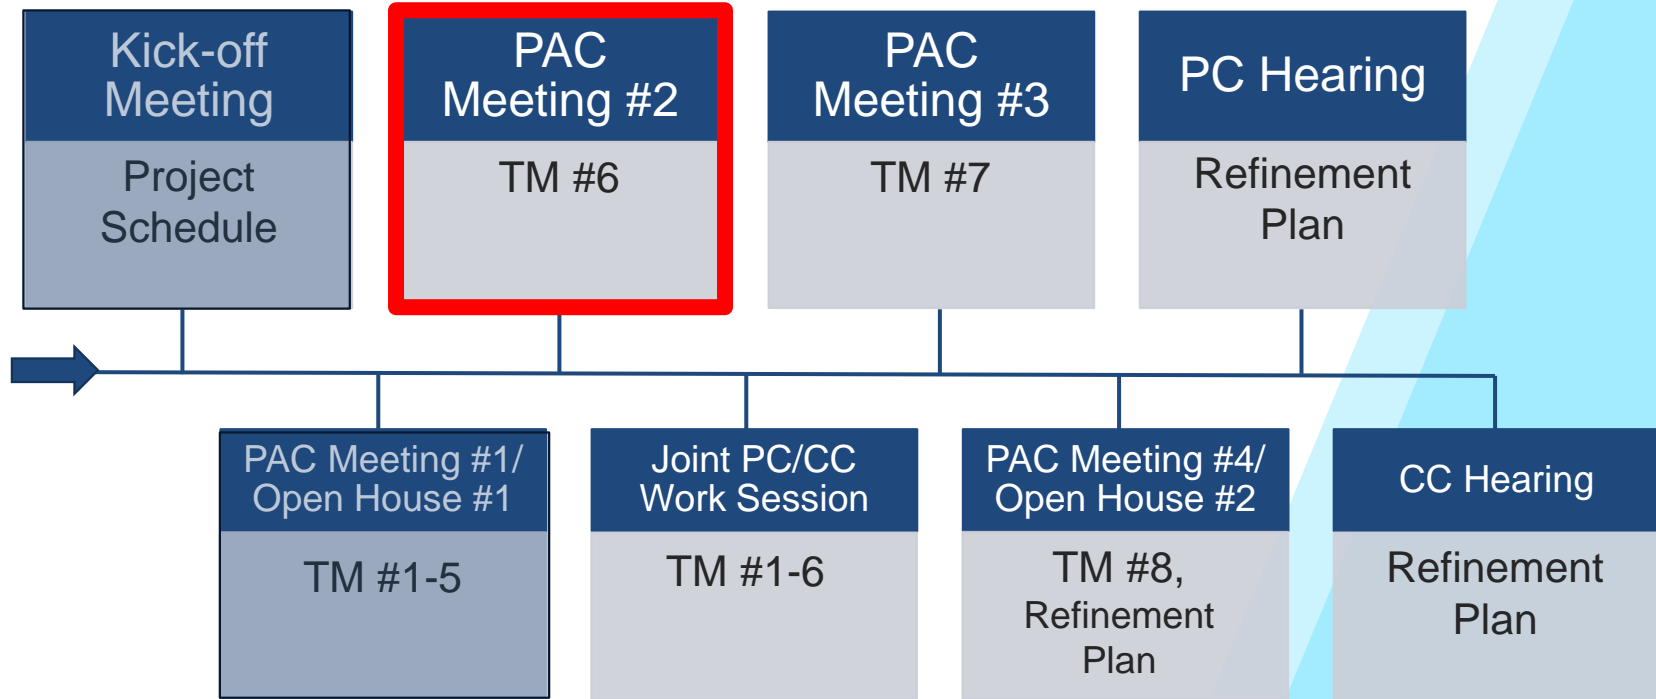 Kick-off
Meeting
Project
Schedule
PAC
Meeting #2
TM #6
PAC
Meeting #3
TM #7
PC Hearing
Refinement
Plan
PAC Meeting #1/
Open House #1
TM #1-5
Joint PC/CC
Work Session
TM #1-6
PAC Meeting #4/
Open House #2
TM #8,
Refinement
Plan
CC Hearing
Refinement
Plan